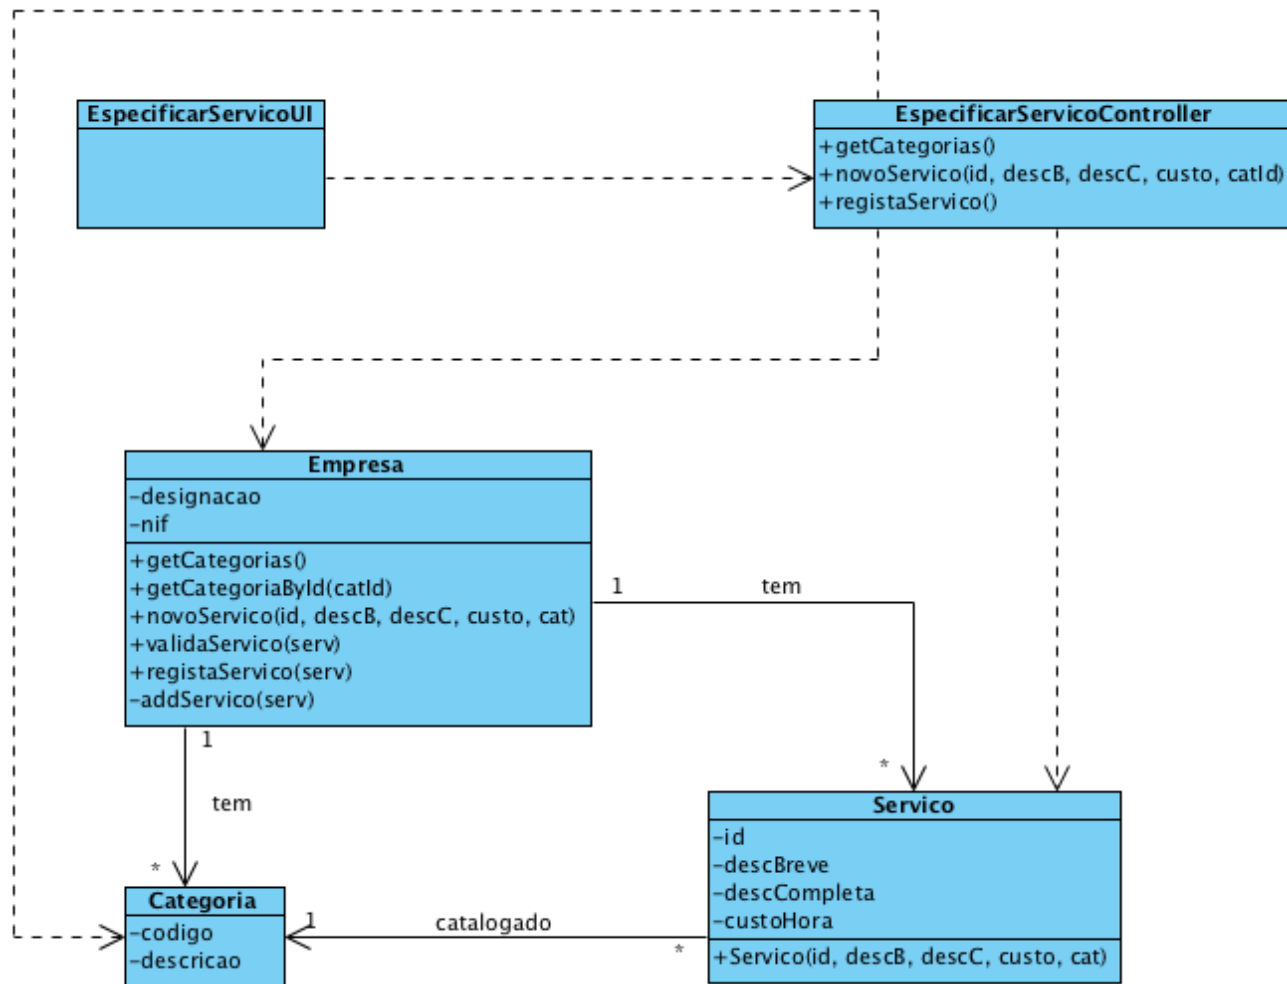 EspecificarServicoUI
EspecificarServicoController
+getCategorias()
+novoServico(id, descB, descC, custo, catId)
+registaServico()
Empresa
-designacao
-nif
+getCategorias()
+getCategoriaById(catId)
+novoServico(id, descB, descC, custo, cat)
+validaServico(serv)
+registaServico(serv)
-addServico(serv)
1
tem
*
1
tem
*
Servico
-id
-descBreve
-descCompleta
-custoHora
+Servico(id, descB, descC, custo, cat)
Categoria
-codigo
-descricao
1
catalogado
*